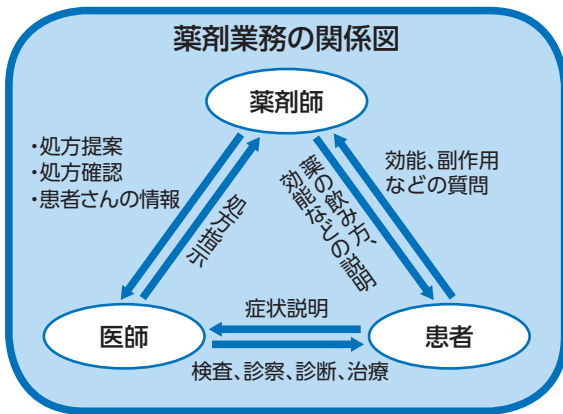 薬剤業務の関係図
薬剤師
・処方提案
・処方確認
・患者さんの情報
処方指示
薬の飲み方、
効能などの説明
効能、副作用
などの質問
医師
症状説明
患者
検査、診察、診断、治療